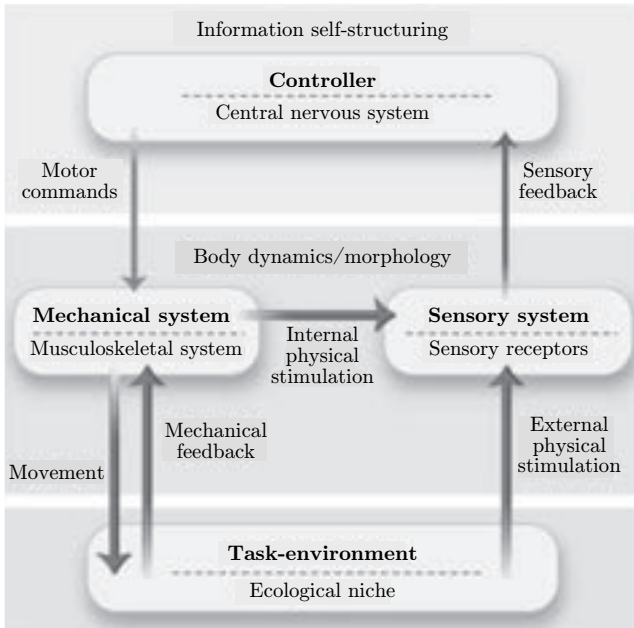 Information self-structuring
Controller
Central nervous system
Motor
commands
Sensory
feedback
Body dynamics/morphology
Mechanical system
Musculoskeletal system
Internal
physical
stimulation
Sensory system
Sensory receptors
Mechanical
feedback
Movement
External
physical
stimulation
Task-environment
Ecological niche